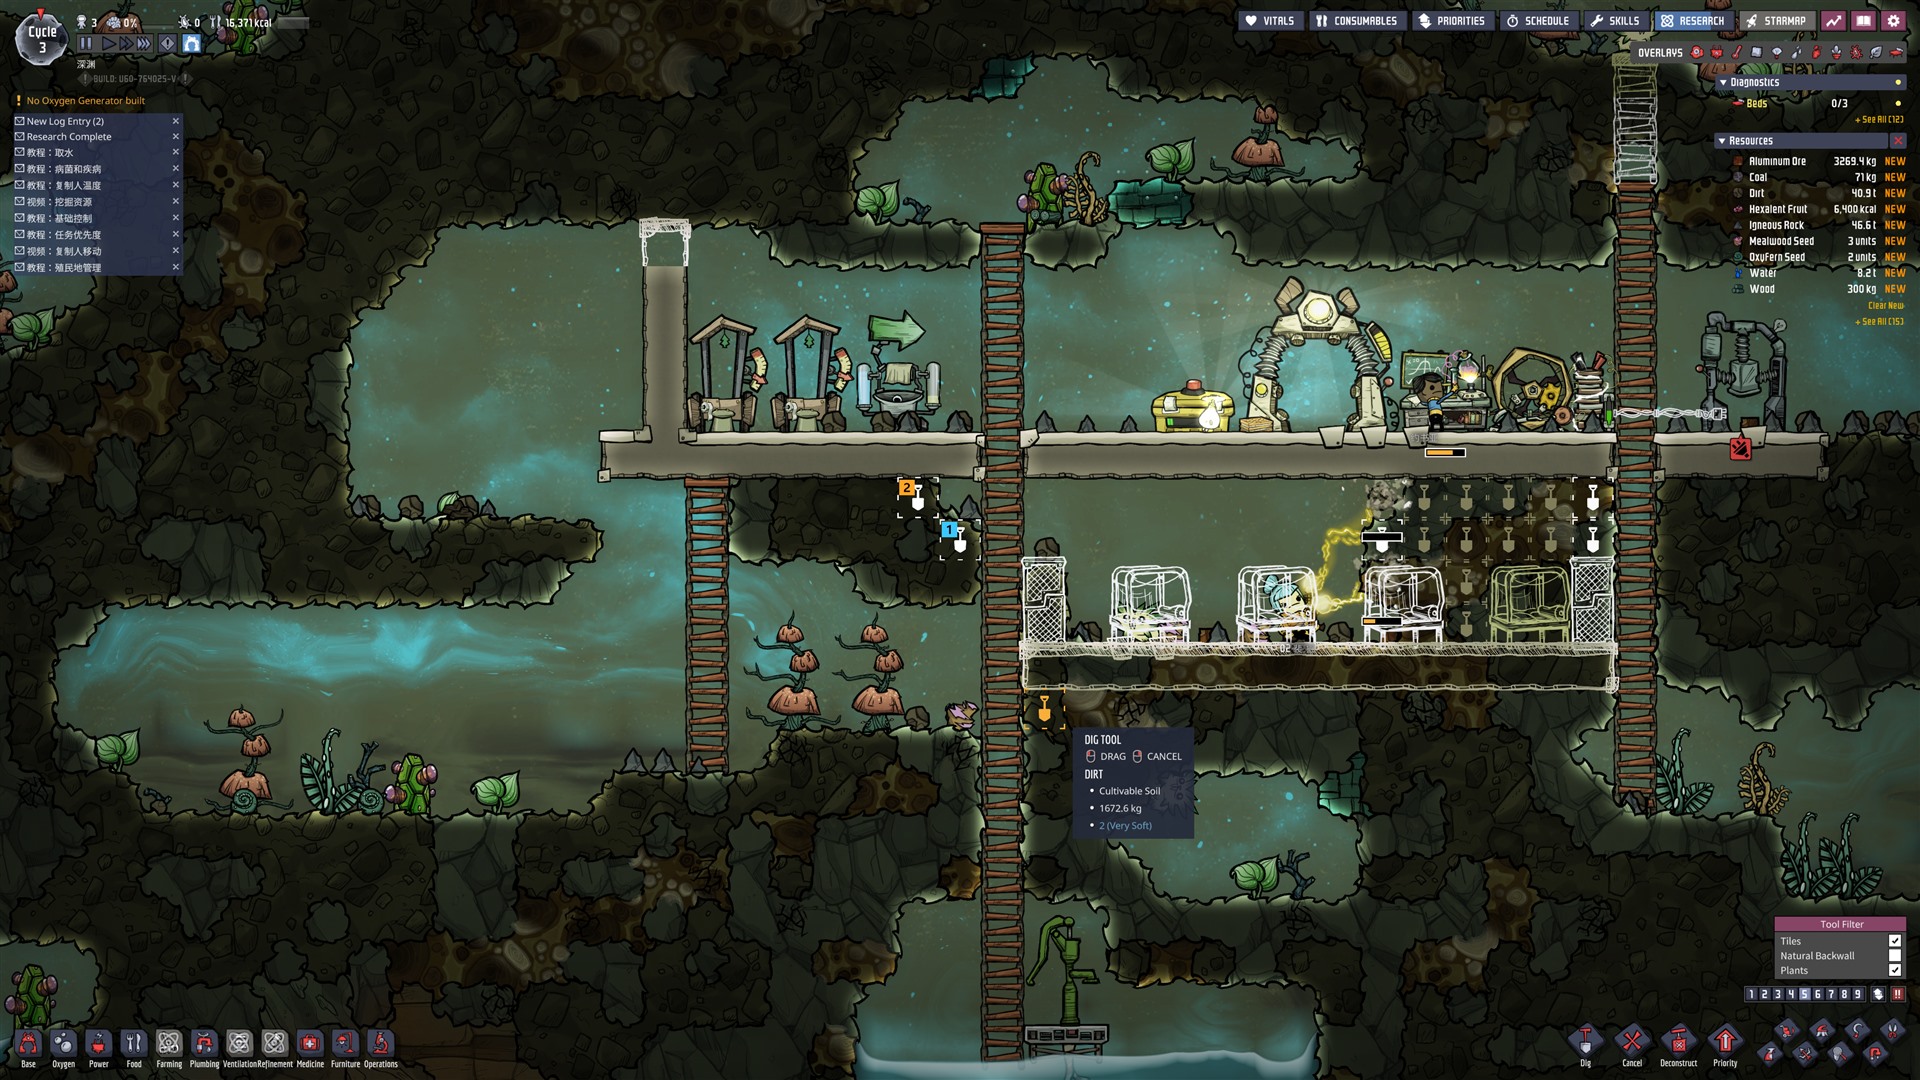 Cycle
3
3
0%
0
16,371kcal
VITALS
CONSUMABLES
PRIORITIES
SCHEDULE
SKILLS
RESEARCH
STARMAP
深渊
BUILD: U60-764025-V
OVERLAYS
No Oxygen Generator built
New Log Entry (2)
Research Complete
教程：取水
教程：病菌和疾病
教程：复制人温度
视频：挖掘资源
教程：基础控制
教程：任务优先度
视频：复制人移动
教程：殖民地管理
Diagnostics
Beds 0/3
+ See All (12)
Resources
Aluminum Ore 3269.4 kg NEW
Coal 71 kg NEW
Dirt 40.9 t NEW
Hexalent Fruit 6,400 kcal NEW
Igneous Rock 46.6 t NEW
Mealwood Seed 3 units NEW
Oxyfern Seed 2 units NEW
Water 8.2 t NEW
Wood 300 kg NEW
Clear New
+ See All (15)
2
1
DIG TOOL
DRAG CANCEL
DIRT
• Cultivable Soil
• 1672.6 kg
• 2 (Very Soft)
Tool Filter
Tiles
Natural Backwall
Plants
1 2 3 4 5 6 7 8 9 !!
Base
Oxygen
Power
Food
Farming
Plumbing
Ventilation
Refinement
Medicine
Furniture
Operations
Dig
Cancel
Deconstruct
Priority